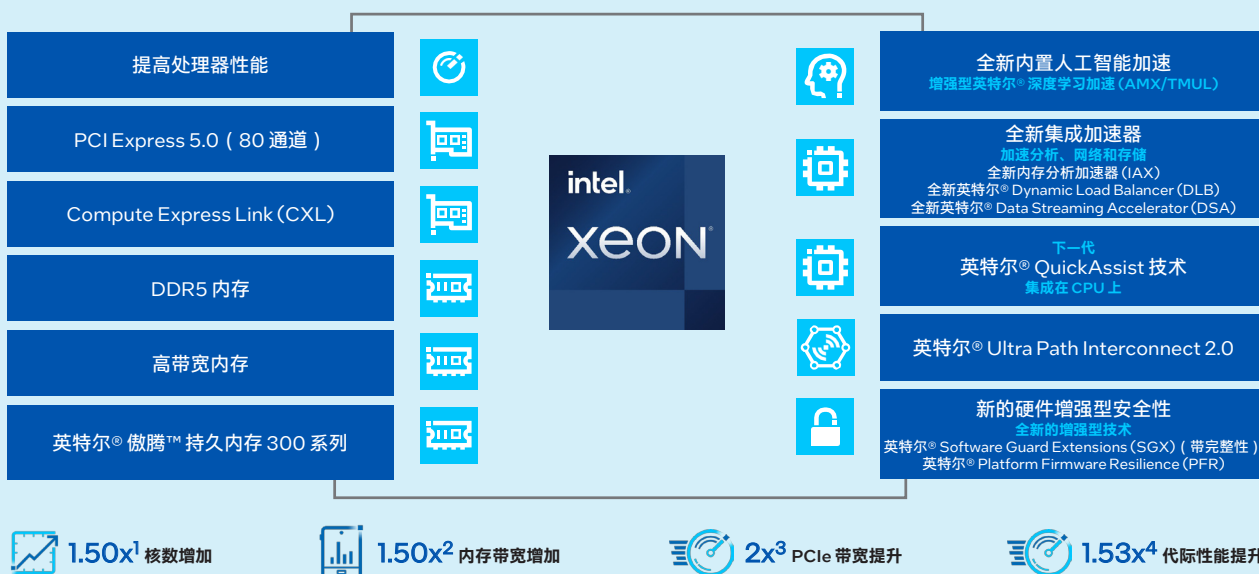 提高处理器性能
PCI Express 5.0 ( 80 通道 )
Compute Express Link (CXL)
DDR5 内存
高带宽内存
英特尔® 傲腾™ 持久内存 300 系列
intel.
xeon®
全新内置人工智能加速
增强型英特尔® 深度学习加速 (AMX/TMUL)
全新集成加速器
加速分析、网络和存储
全新内存分析加速器 (IAX)
全新英特尔® Dynamic Load Balancer (DLB)
全新英特尔® Data Streaming Accelerator (DSA)
下一代
英特尔® QuickAssist 技术
集成在 CPU 上
英特尔® Ultra Path Interconnect 2.0
新的硬件增强型安全性
全新的增强型技术
英特尔® Software Guard Extensions (SGX) ( 带完整性 )
英特尔® Platform Firmware Resilience (PFR)
1.50x¹ 核数增加
1.50x² 内存带宽增加
2x³ PCIe 带宽提升
1.53x⁴ 代际性能提升